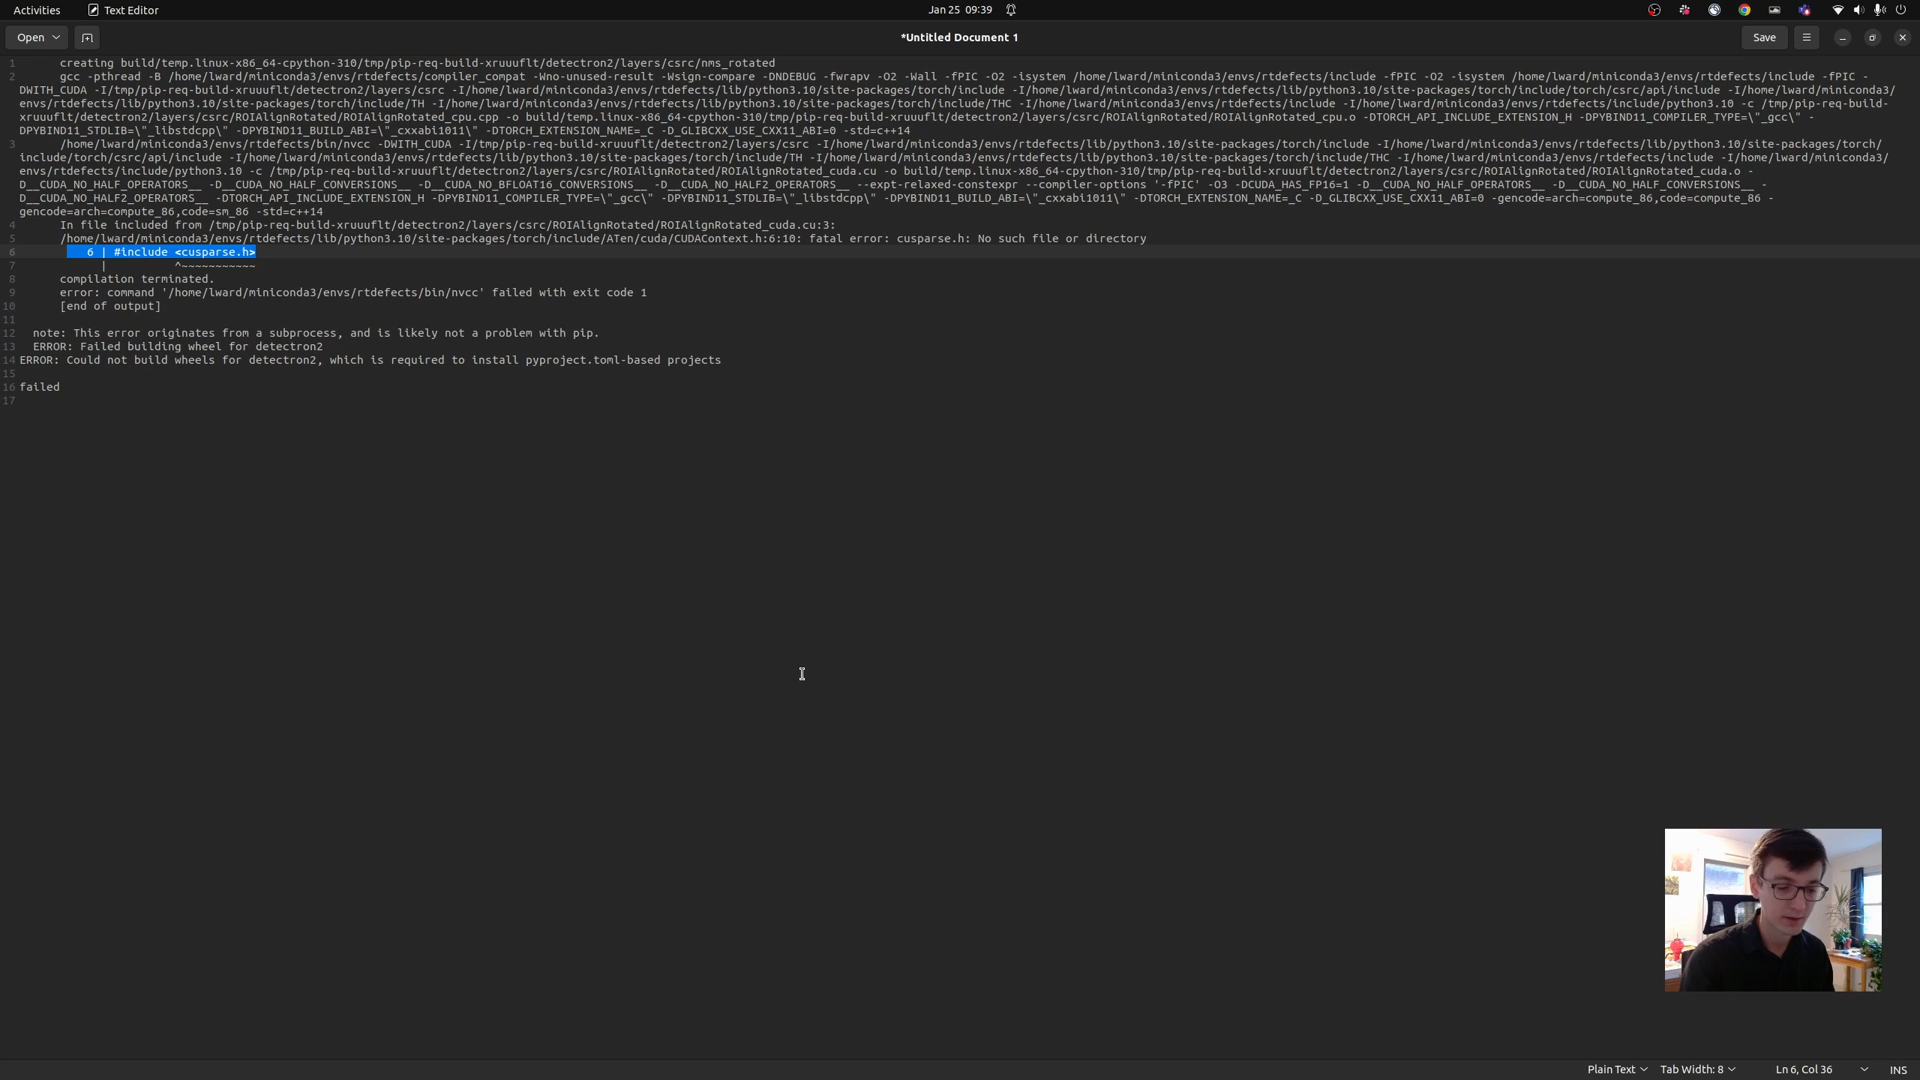 Activities Text Editor Jan 25 09:39
Open *Untitled Document 1 Save
1 creating build/temp.linux-x86_64-cpython-310/tmp/pip-req-build-xruuuflt/detectron2/layers/csrc/nms_rotated
2 gcc -pthread -B /home/lward/miniconda3/envs/rtdefects/compiler_compat -Wno-unused-result -Wsign-compare -DNDEBUG -fwrapv -O2 -Wall -fPIC -O2 -isystem /home/lward/miniconda3/envs/rtdefects/include -fPIC -O2 -isystem /home/lward/miniconda3/envs/rtdefects/include -fPIC -
DWITH_CUDA -I/tmp/pip-req-build-xruuuflt/detectron2/layers/csrc -I/home/lward/miniconda3/envs/rtdefects/lib/python3.10/site-packages/torch/include -I/home/lward/miniconda3/envs/rtdefects/lib/python3.10/site-packages/torch/include/torch/csrc/api/include -I/home/lward/miniconda3/
envs/rtdefects/lib/python3.10/site-packages/torch/include/TH -I/home/lward/miniconda3/envs/rtdefects/lib/python3.10/site-packages/torch/include/THC -I/home/lward/miniconda3/envs/rtdefects/include -I/home/lward/miniconda3/envs/rtdefects/include/python3.10 -c /tmp/pip-req-build-
xruuuflt/detectron2/layers/csrc/ROIAlignRotated/ROIAlignRotated_cpu.cpp -o build/temp.linux-x86_64-cpython-310/tmp/pip-req-build-xruuuflt/detectron2/layers/csrc/ROIAlignRotated/ROIAlignRotated_cpu.o -DTORCH_API_INCLUDE_EXTENSION_H -DPYBIND11_COMPILER_TYPE=\"_gcc\" -
DPYBIND11_STDLIB=\"_libstdcpp\" -DPYBIND11_BUILD_ABI=\"_cxxabi1011\" -DTORCH_EXTENSION_NAME=_C -D_GLIBCXX_USE_CXX11_ABI=0 -std=c++14
3 /home/lward/miniconda3/envs/rtdefects/bin/nvcc -DWITH_CUDA -I/tmp/pip-req-build-xruuuflt/detectron2/layers/csrc -I/home/lward/miniconda3/envs/rtdefects/lib/python3.10/site-packages/torch/include -I/home/lward/miniconda3/envs/rtdefects/lib/python3.10/site-packages/torch/
include/torch/csrc/api/include -I/home/lward/miniconda3/envs/rtdefects/lib/python3.10/site-packages/torch/include/TH -I/home/lward/miniconda3/envs/rtdefects/lib/python3.10/site-packages/torch/include/THC -I/home/lward/miniconda3/envs/rtdefects/include -I/home/lward/miniconda3/
envs/rtdefects/include/python3.10 -c /tmp/pip-req-build-xruuuflt/detectron2/layers/csrc/ROIAlignRotated/ROIAlignRotated_cuda.cu -o build/temp.linux-x86_64-cpython-310/tmp/pip-req-build-xruuuflt/detectron2/layers/csrc/ROIAlignRotated/ROIAlignRotated_cuda.o -
D__CUDA_NO_HALF_OPERATORS__ -D__CUDA_NO_HALF_CONVERSIONS__ -D__CUDA_NO_BFLOAT16_CONVERSIONS__ -D__CUDA_NO_HALF2_OPERATORS__ --expt-relaxed-constexpr --compiler-options '-fPIC' -O3 -DCUDA_HAS_FP16=1 -D__CUDA_NO_HALF_OPERATORS__ -D__CUDA_NO_HALF_CONVERSIONS__ -
D__CUDA_NO_HALF2_OPERATORS__ -DTORCH_API_INCLUDE_EXTENSION_H -DPYBIND11_COMPILER_TYPE=\"_gcc\" -DPYBIND11_STDLIB=\"_libstdcpp\" -DPYBIND11_BUILD_ABI=\"_cxxabi1011\" -DTORCH_EXTENSION_NAME=_C -D_GLIBCXX_USE_CXX11_ABI=0 -gencode=arch=compute_86,code=compute_86 -
gencode=arch=compute_86,code=sm_86 -std=c++14
4 In file included from /tmp/pip-req-build-xruuuflt/detectron2/layers/csrc/ROIAlignRotated/ROIAlignRotated_cuda.cu:3:
5 /home/lward/miniconda3/envs/rtdefects/lib/python3.10/site-packages/torch/include/ATen/cuda/CUDAContext.h:6:10: fatal error: cusparse.h: No such file or directory
6 6 | #include <cusparse.h>
7 | ^~~~~~~~~~~~
8 compilation terminated.
9 error: command '/home/lward/miniconda3/envs/rtdefects/bin/nvcc' failed with exit code 1
10 [end of output]
11
12 note: This error originates from a subprocess, and is likely not a problem with pip.
13 ERROR: Failed building wheel for detectron2
14 ERROR: Could not build wheels for detectron2, which is required to install pyproject.toml-based projects
15
16 failed
17
Plain Text Tab Width: 8 Ln 6, Col 36 INS